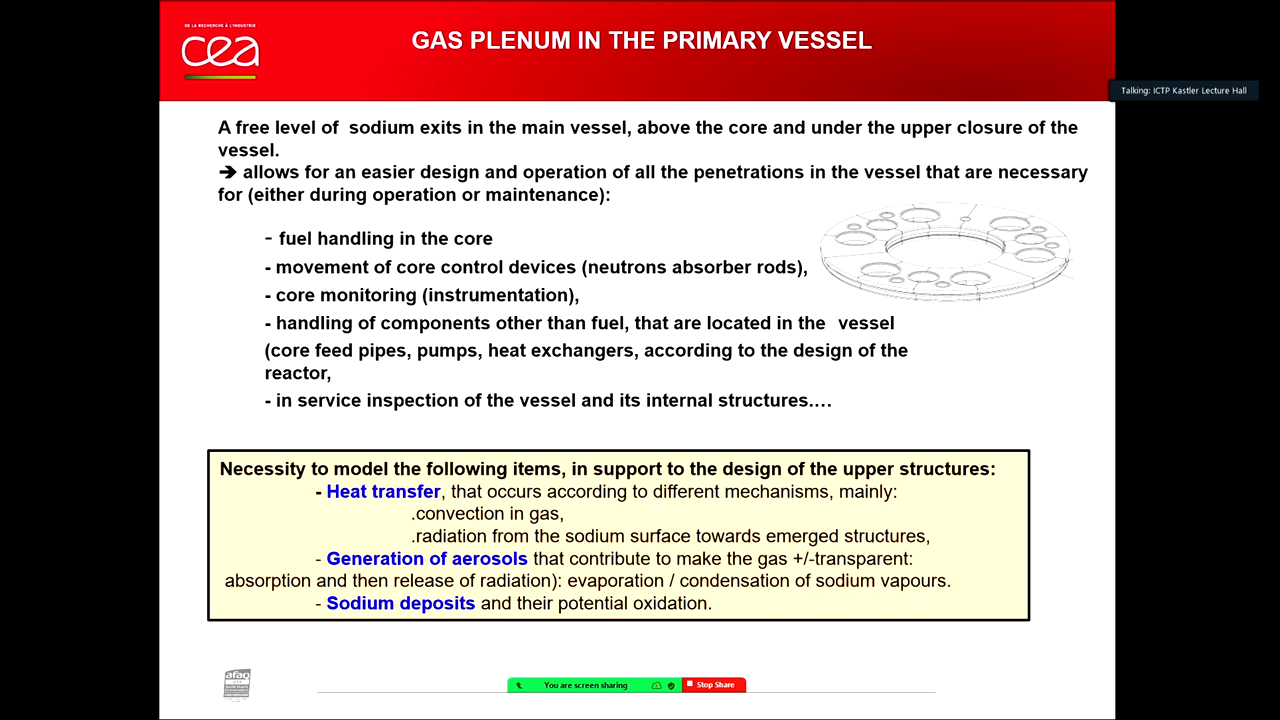 DE LA RECHERCHE À L'INDUSTRIE
cea
GAS PLENUM IN THE PRIMARY VESSEL
Talking: ICTP Kastler Lecture Hall
A free level of sodium exits in the main vessel, above the core and under the upper closure of the
vessel.
➔ allows for an easier design and operation of all the penetrations in the vessel that are necessary
for (either during operation or maintenance):
- fuel handling in the core
- movement of core control devices (neutrons absorber rods),
- core monitoring (instrumentation),
- handling of components other than fuel, that are located in the vessel
(core feed pipes, pumps, heat exchangers, according to the design of the
reactor,
- in service inspection of the vessel and its internal structures.…
Necessity to model the following items, in support to the design of the upper structures:
- Heat transfer, that occurs according to different mechanisms, mainly:
.convection in gas,
.radiation from the sodium surface towards emerged structures,
- Generation of aerosols that contribute to make the gas +/-transparent:
absorption and then release of radiation): evaporation / condensation of sodium vapours.
- Sodium deposits and their potential oxidation.
afaq
You are screen sharing
Stop Share